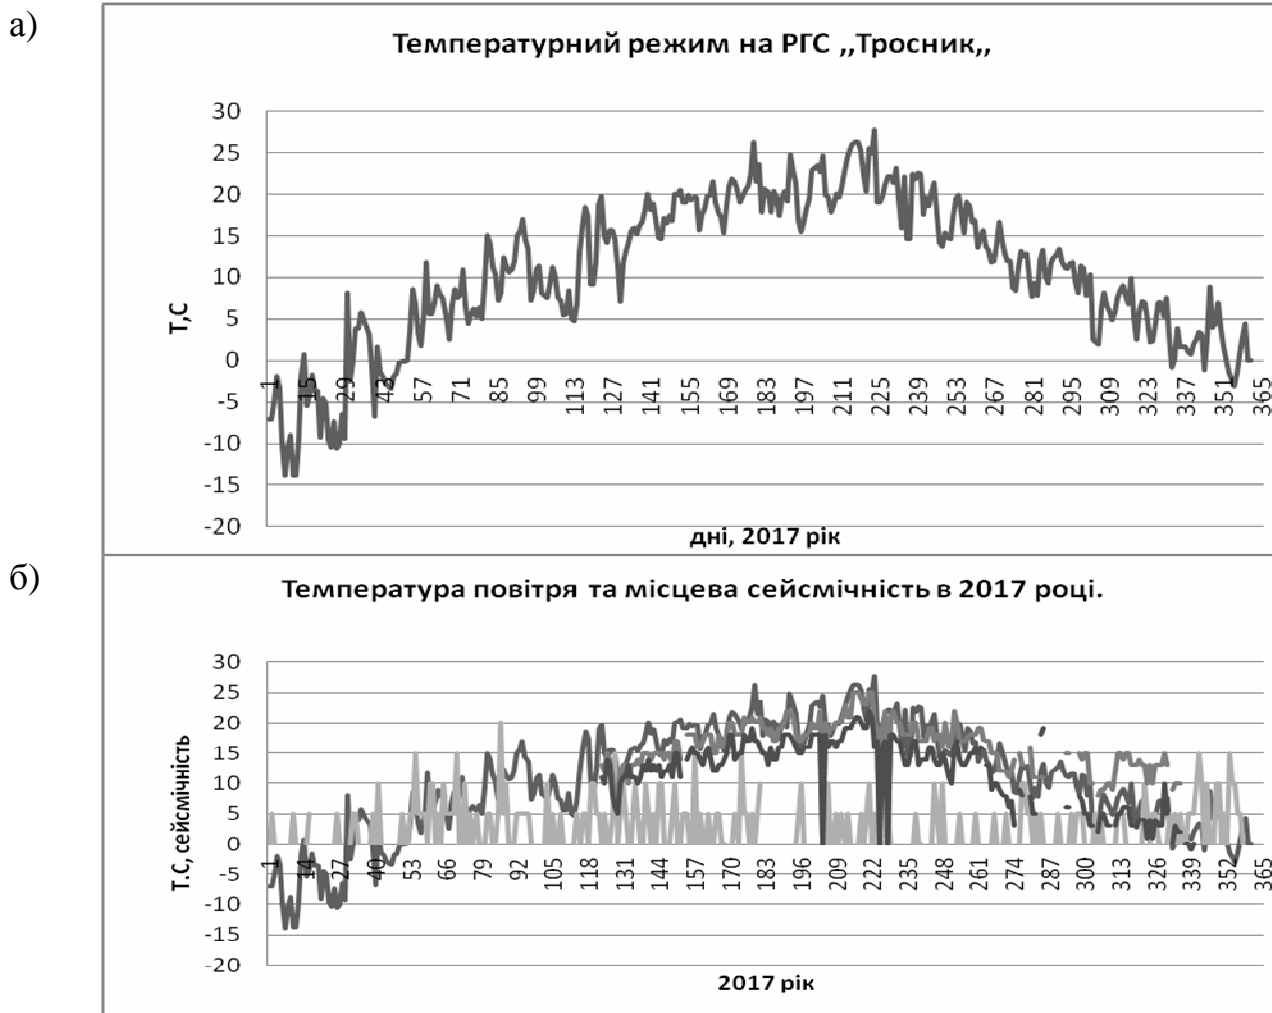 а)
Температурний режим на РГС ,,Тросник,,
30
25
20
15
10
5
0
-5
-10
-15
-20
Т,С
1 15 29 43 57 71 85 99 113 127 141 155 169 183 197 211 225 239 253 267 281 295 309 323 337 351 365
дні, 2017 рік
б)
Температура повітря та місцева сейсмічність в 2017 році.
30
25
20
15
10
5
0
-5
-10
-15
-20
Т.С, сейсмічність
1 14 27 40 53 66 79 92 105 118 131 144 157 170 183 196 209 222 235 248 261 274 287 300 313 326 339 352 365
2017 рік